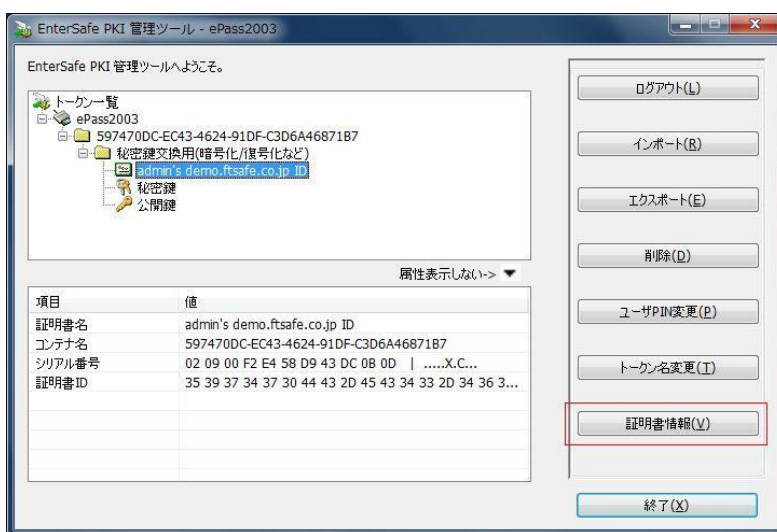 EnterSafe PKI 管理ツール - ePass2003
EnterSafe PKI 管理ツールへようこそ。
トークン一覧
ePass2003
597470DC-EC43-4624-91DF-C3D6A46871B7
秘密鍵交換用(暗号化/復号化など)
admin's demo.ftsafe.co.jp ID
秘密鍵
公開鍵
属性表示しない-> ▼
項目 値
証明書名 admin's demo.ftsafe.co.jp ID
コンテナ名 597470DC-EC43-4624-91DF-C3D6A46871B7
シリアル番号 02 09 00 F2 E4 58 D9 43 DC 0B 0D | .....X.C...
証明書ID 35 39 37 34 37 30 44 43 2D 45 43 34 33 2D 34 36 3...
ログアウト(L)
インポート(R)
エクスポート(E)
削除(D)
ユーザPIN変更(P)
トークン名変更(T)
証明書情報(V)
終了(X)